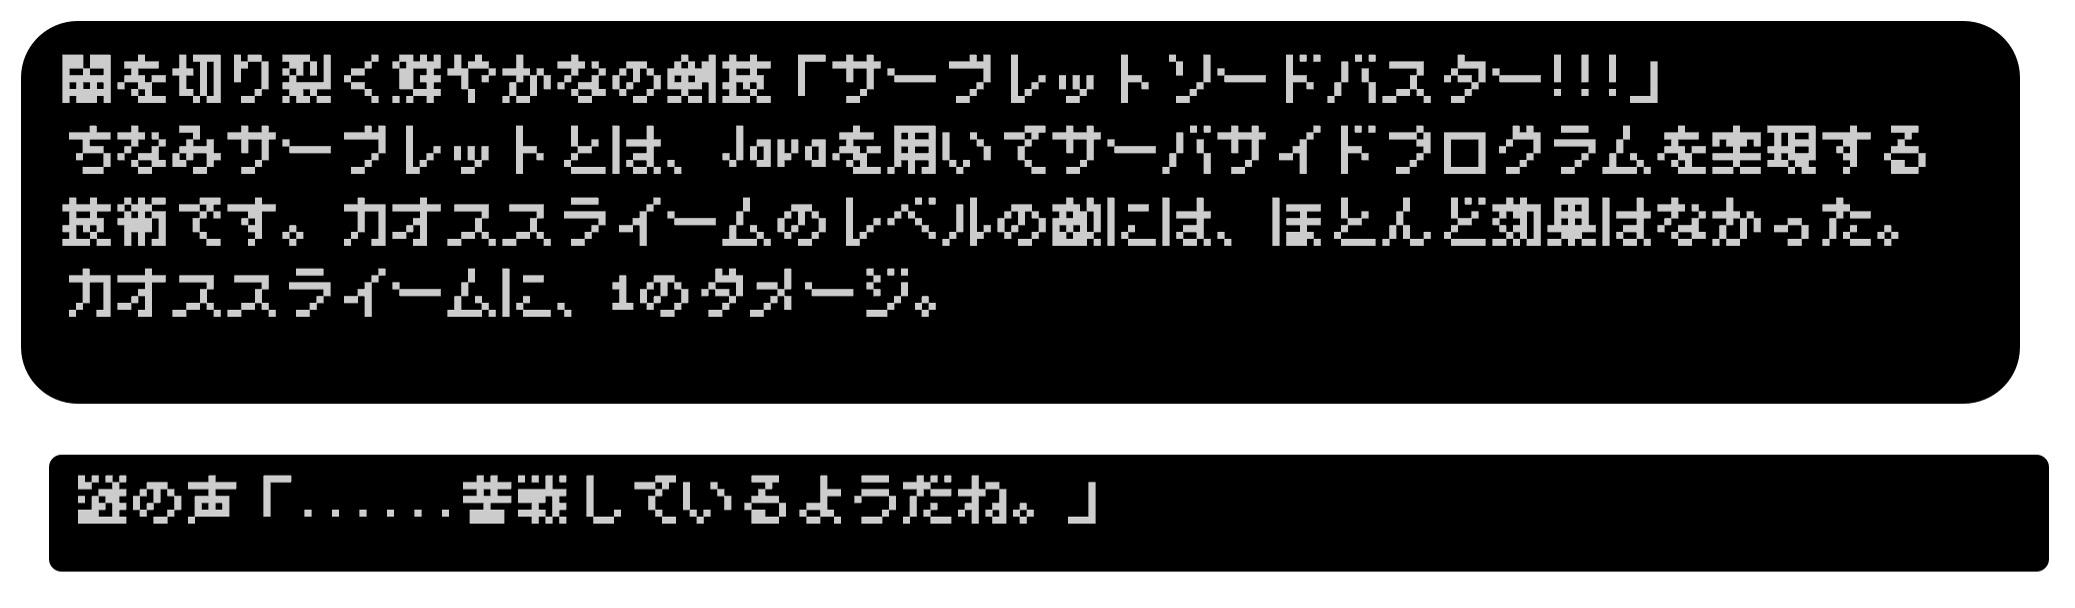 闇を切り裂く華やかなの剣技「サーブレットソードバスター!!!」
ちなみサーブレットとは、Javaを用いてサーバサイドプログラムを実現する
技術です。カオススライームのレベルの敵には、ほとんど効果はなかった。
カオススライームに、1のダメージ。
謎の声「......苦戦しているようだね。」